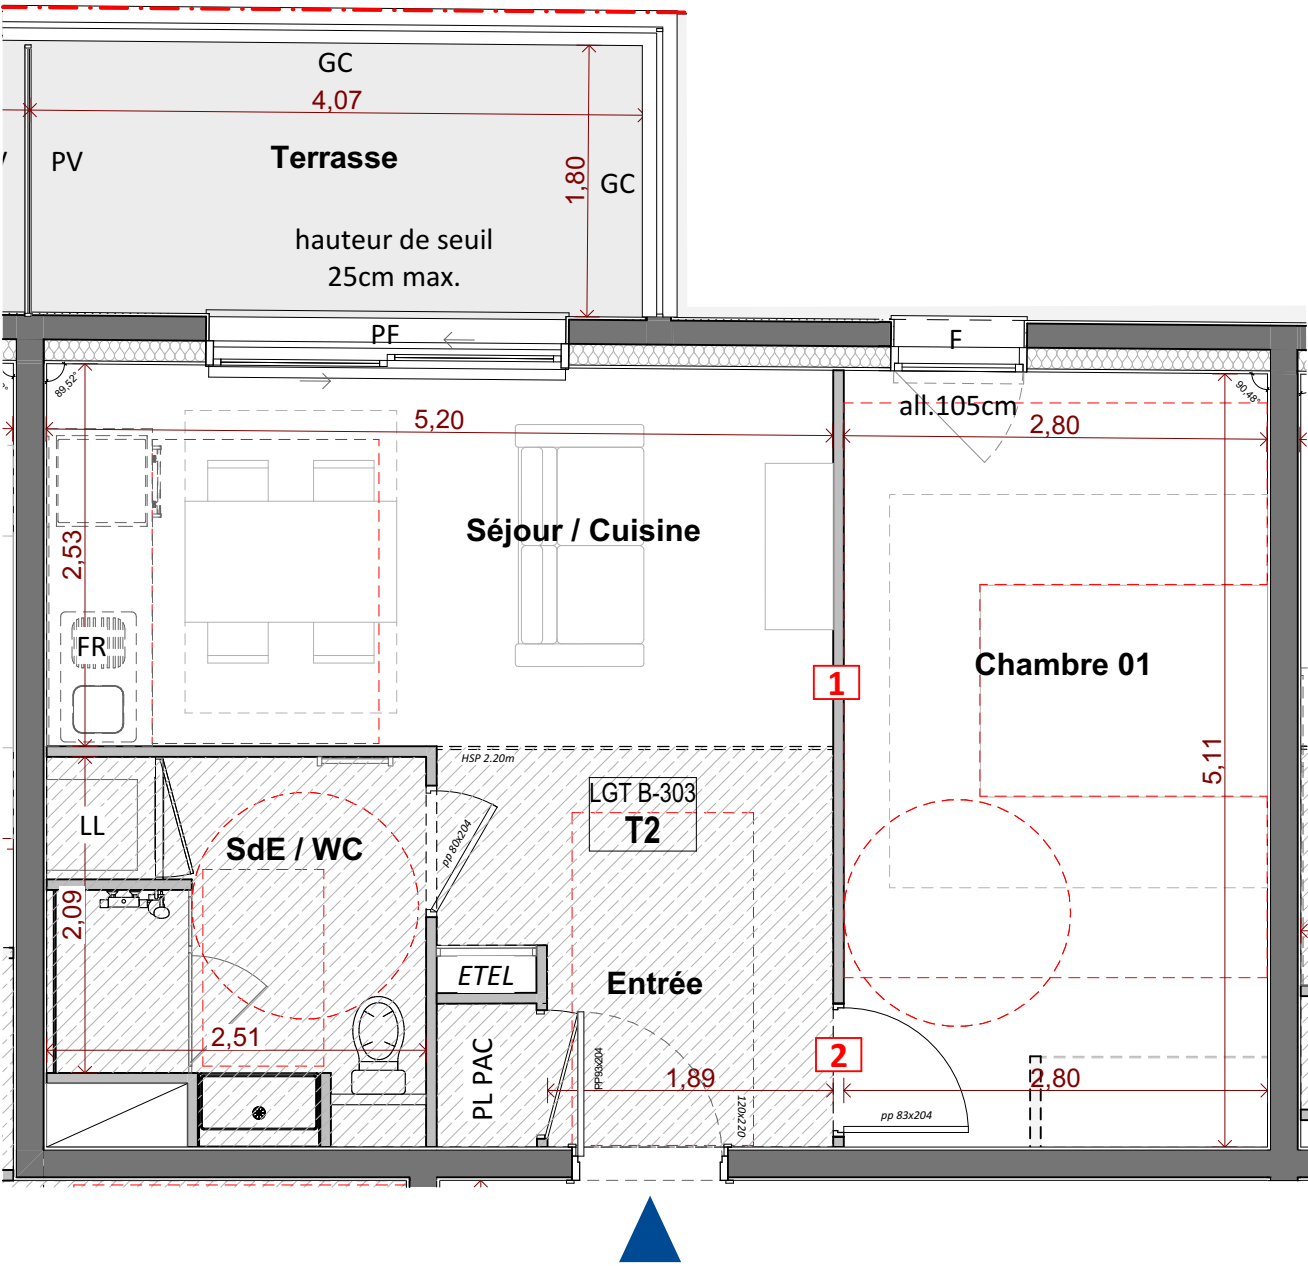 GC
4,07
PV
Terrasse
1,80
GC
hauteur de seuil
25cm max.
PF
F
89,52°
90,48°
all.105cm
5,20
2,80
2,53
Séjour / Cuisine
FR
Chambre 01
1
HSP 2.20m
5,11
LGT B-303
T2
LL
SdE / WC
pp 80x204
2,09
ETEL
Entrée
2,51
PL PAC
PP93x204
2
1,89
2,80
120x220
pp 83x204